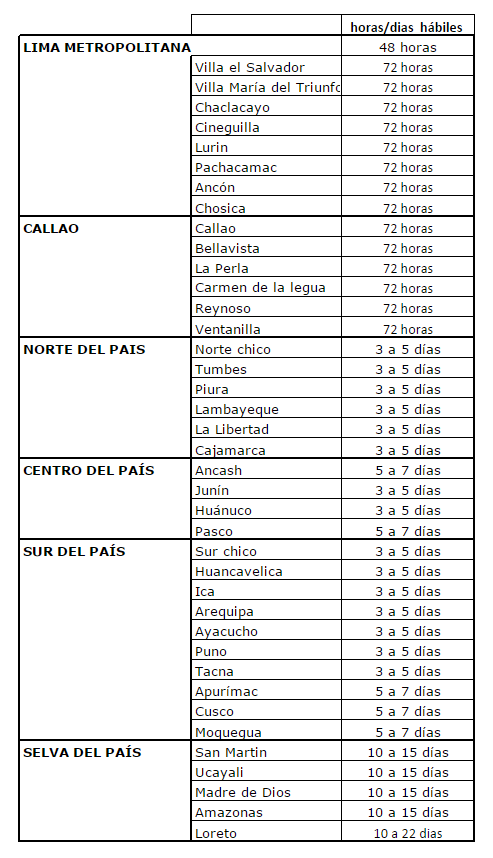 horas/dias hábiles
LIMA METROPOLITANA 48 horas
Villa el Salvador 72 horas
Villa María del Triunfo 72 horas
Chaclacayo 72 horas
Cineguilla 72 horas
Lurin 72 horas
Pachacamac 72 horas
Ancón 72 horas
Chosica 72 horas
CALLAO Callao 72 horas
Bellavista 72 horas
La Perla 72 horas
Carmen de la legua 72 horas
Reynoso 72 horas
Ventanilla 72 horas
NORTE DEL PAIS Norte chico 3 a 5 días
Tumbes 3 a 5 días
Piura 3 a 5 días
Lambayeque 3 a 5 días
La Libertad 3 a 5 días
Cajamarca 3 a 5 días
CENTRO DEL PAÍS Ancash 5 a 7 días
Junín 3 a 5 días
Huánuco 3 a 5 días
Pasco 5 a 7 días
SUR DEL PAÍS Sur chico 3 a 5 días
Huancavelica 3 a 5 días
Ica 3 a 5 días
Arequipa 3 a 5 días
Ayacucho 3 a 5 días
Puno 3 a 5 días
Tacna 3 a 5 días
Apurímac 5 a 7 días
Cusco 5 a 7 días
Moquegua 5 a 7 días
SELVA DEL PAÍS San Martin 10 a 15 días
Ucayali 10 a 15 días
Madre de Dios 10 a 15 días
Amazonas 10 a 15 días
Loreto 10 a 22 dias